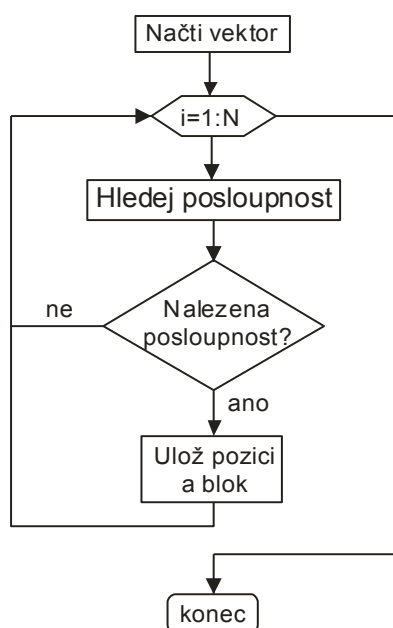 Načti vektor
i=1:N
Hledej posloupnost
Nalezena
posloupnost?
ne
ano
Ulož pozici
a blok
konec